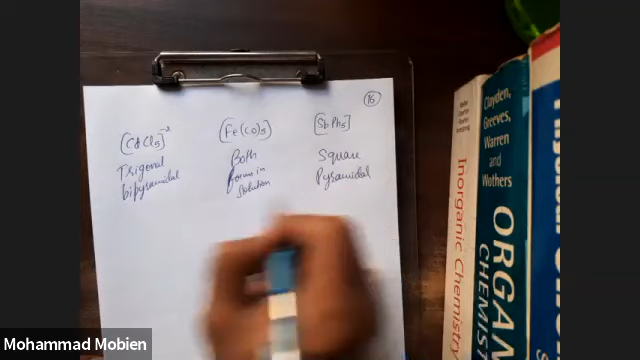 16
[CdCl5]-3
Trigonal
bipyramidal
[Fe(CO)5]
Both
forms in
solution
[SbPh5]
Square
Pyramidal
Inorganic Chemistry
Clayden,
Greeves,
Warren
and
Wothers
ORGAN
CHEMIS
Mohammad Mobien